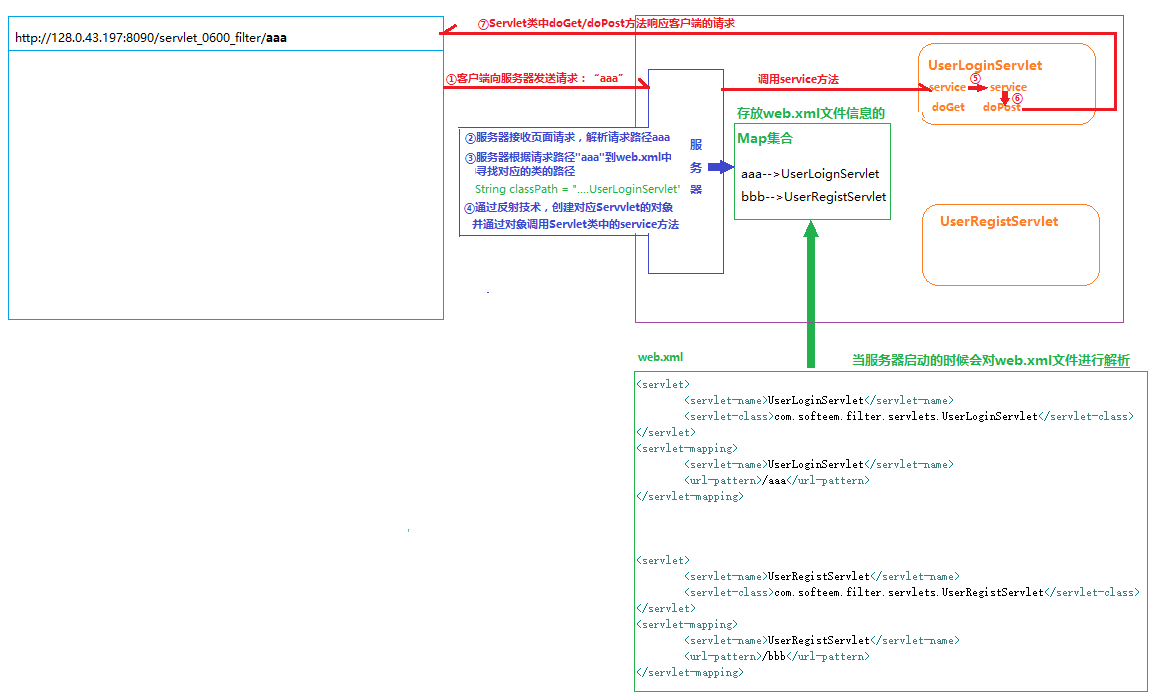 ⑦Servlet类中doGet/doPost方法响应客户端的请求
http://128.0.43.197:8090/servlet_0600_filter/aaa
①客户端向服务器发送请求：“aaa”
调用service方法
UserLoginServlet
service ⑤ service
doGet doPost ⑥
②服务器接收页面请求，解析请求路径aaa
③服务器根据请求路径"aaa"到web.xml中
寻找对应的类的路径
String classPath = "....UserLoginServlet'
④通过反射技术，创建对应Servvlet的对象
并通过对象调用Servlet类中的service方法
服
务
器
存放web.xml文件信息的
Map集合
aaa-->UserLoignServlet
bbb-->UserRegistServlet
UserRegistServlet
web.xml
当服务器启动的时候会对web.xml文件进行解析
<servlet>
<servlet-name>UserLoginServlet</servlet-name>
<servlet-class>com.softeem.filter.servlets.UserLoginServlet</servlet-class>
</servlet>
<servlet-mapping>
<servlet-name>UserLoginServlet</servlet-name>
<url-pattern>/aaa</url-pattern>
</servlet-mapping>
<servlet>
<servlet-name>UserRegistServlet</servlet-name>
<servlet-class>com.softeem.filter.servlets.UserRegistServlet</servlet-class>
</servlet>
<servlet-mapping>
<servlet-name>UserRegistServlet</servlet-name>
<url-pattern>/bbb</url-pattern>
</servlet-mapping>